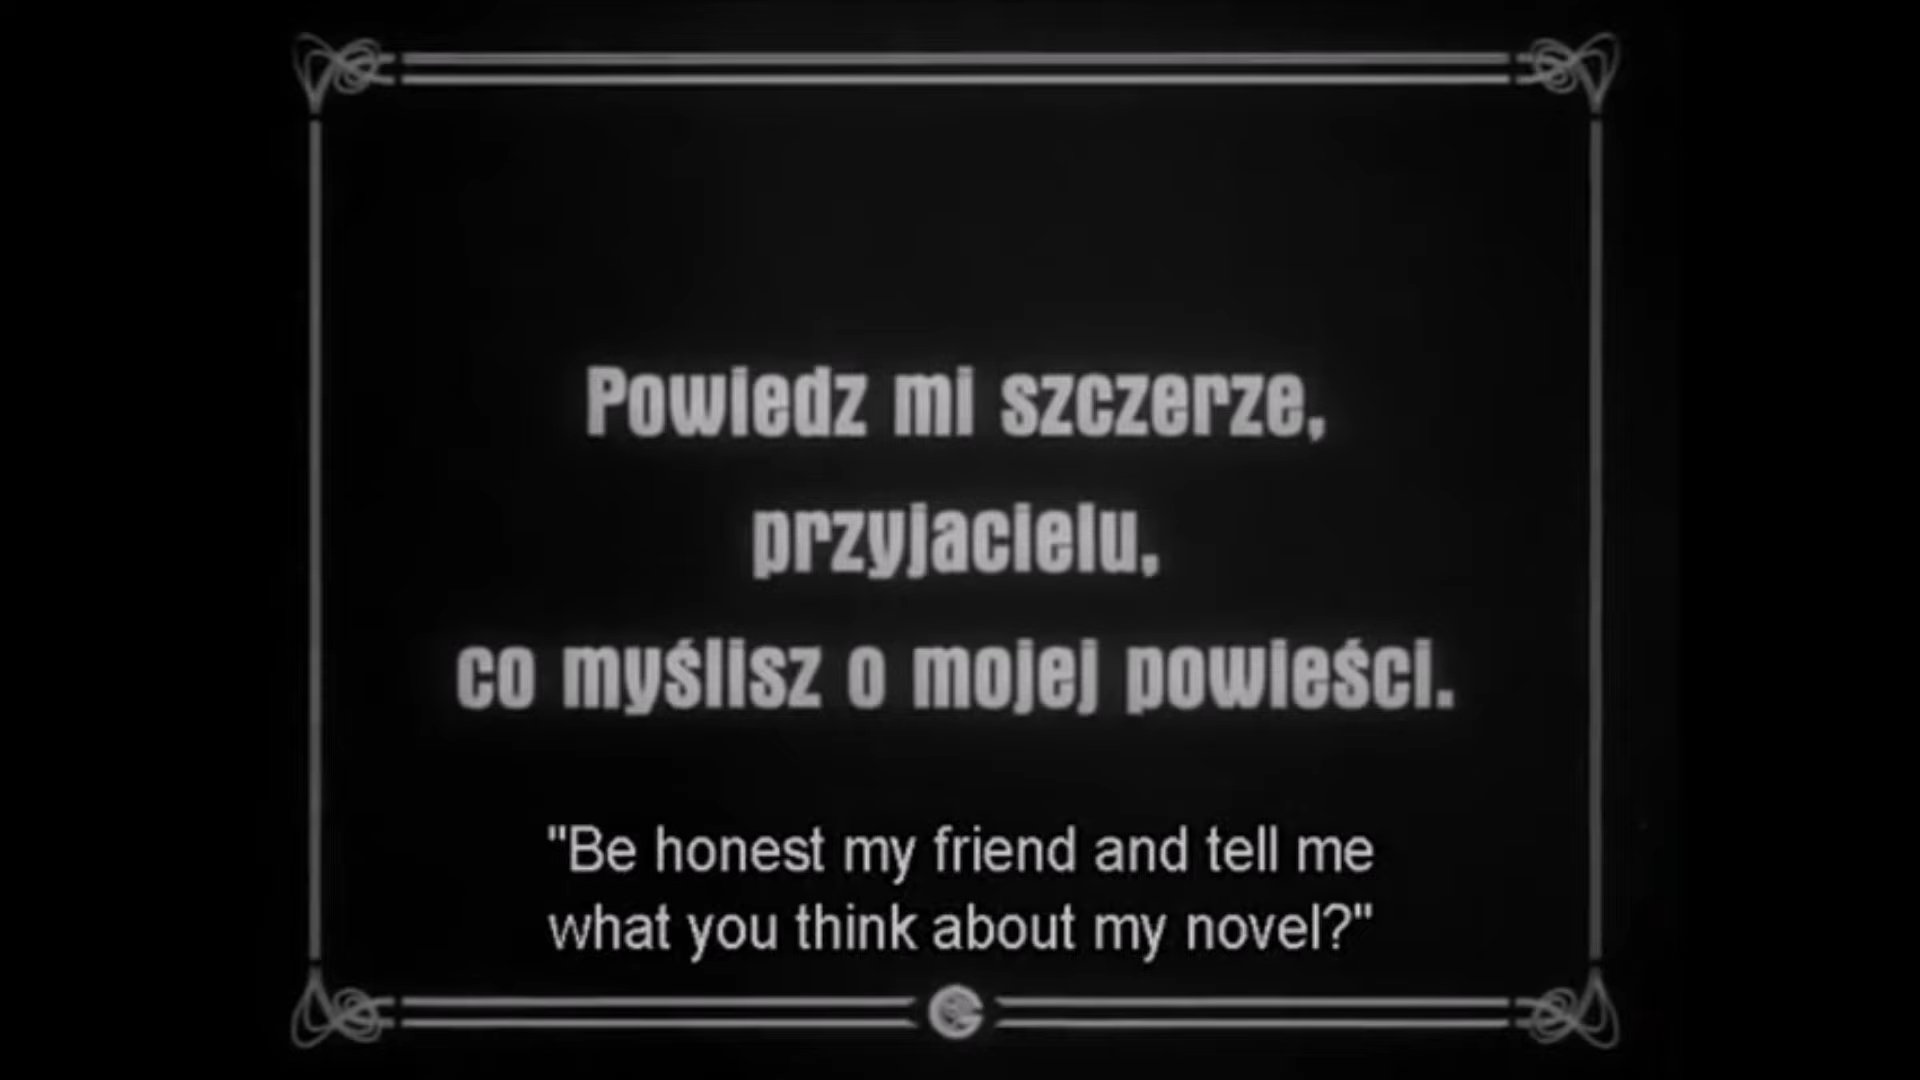 Powiedz mi szczerze,
przyjacielu,
co myślisz o mojej powieści.
"Be honest my friend and tell me
what you think about my novel?"